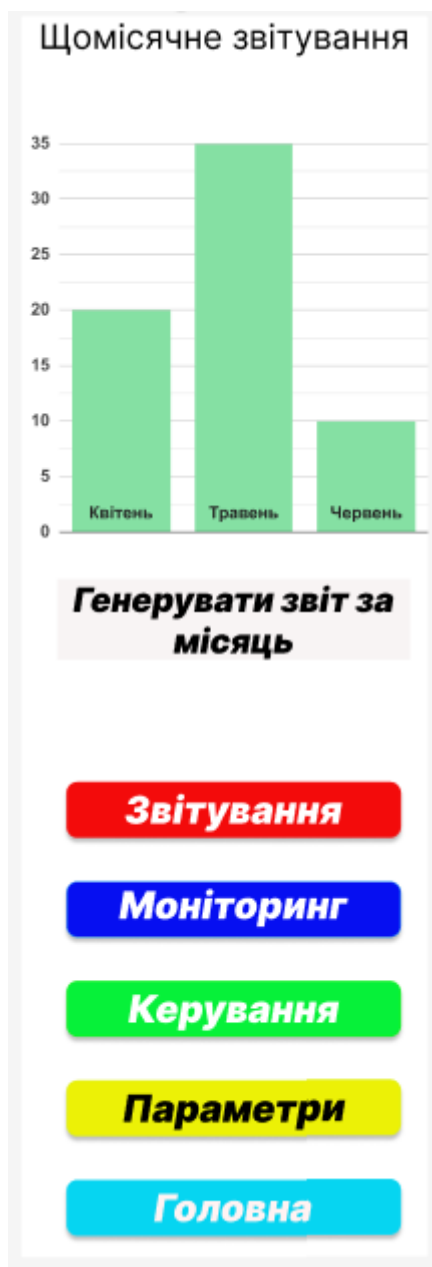 Щомісячне звітування
35
30
25
20
15
10
5
0
Квітень Травень Червень
Генерувати звіт за
місяць
Звітування
Моніторинг
Керування
Параметри
Головна